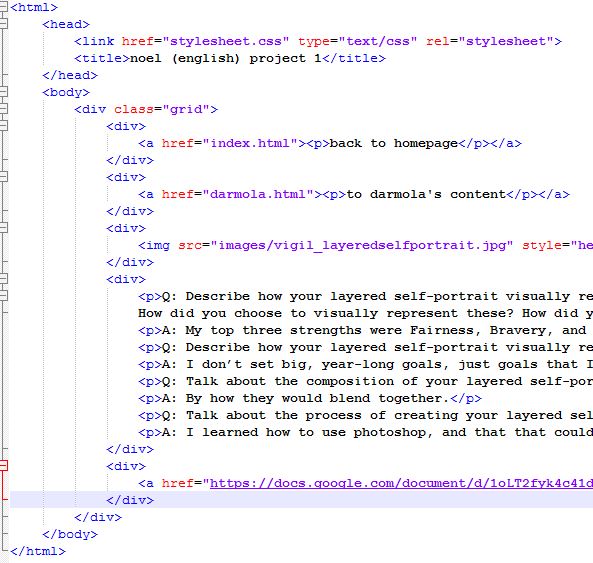 <html>
<head>
<link href="stylesheet.css" type="text/css" rel="stylesheet">
<title>noel (english) project 1</title>
</head>
<body>
<div class="grid">
<div>
<a href="index.html"><p>back to homepage</p></a>
</div>
<div>
<a href="darmola.html"><p>to darmola's content</p></a>
</div>
<div>
<img src="images/vigil_layeredselfportrait.jpg" style="he
</div>
<div>
<p>Q: Describe how your layered self-portrait visually re
How did you choose to visually represent these? How did y
<p>A: My top three strengths were Fairness, Bravery, and
<p>Q: Describe how your layered self-portrait visually re
<p>A: I don’t set big, year-long goals, just goals that I
<p>Q: Talk about the composition of your layered self-por
<p>A: By how they would blend together.</p>
<p>Q: Talk about the process of creating your layered sel
<p>A: I learned how to use photoshop, and that that could
</div>
<div>
<a href="https://docs.google.com/document/d/1oLT2fyk4c41d
</div>
</div>
</body>
</html>